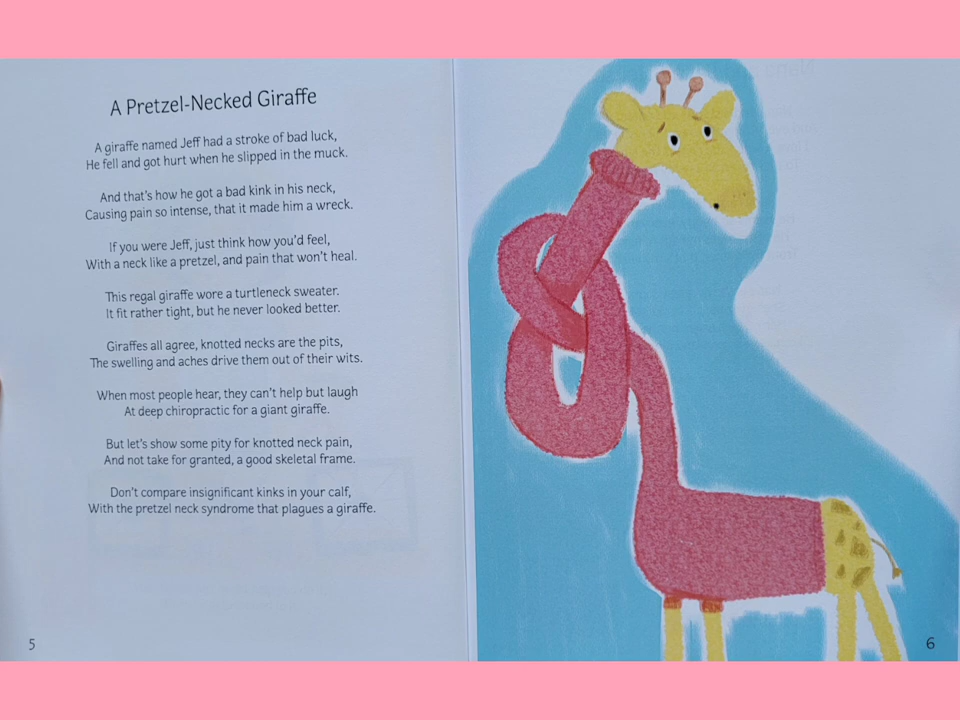 A Pretzel-Necked Giraffe
A giraffe named Jeff had a stroke of bad luck,
He fell and got hurt when he slipped in the muck.
And that's how he got a bad kink in his neck,
Causing pain so intense, that it made him a wreck.
If you were Jeff, just think how you'd feel,
With a neck like a pretzel, and pain that won't heal.
This regal giraffe wore a turtleneck sweater.
It fit rather tight, but he never looked better.
Giraffes all agree, knotted necks are the pits,
The swelling and aches drive them out of their wits.
When most people hear, they can't help but laugh
At deep chiropractic for a giant giraffe.
But let's show some pity for knotted neck pain,
And not take for granted, a good skeletal frame.
Don't compare insignificant kinks in your calf,
With the pretzel neck syndrome that plagues a giraffe.
5
6